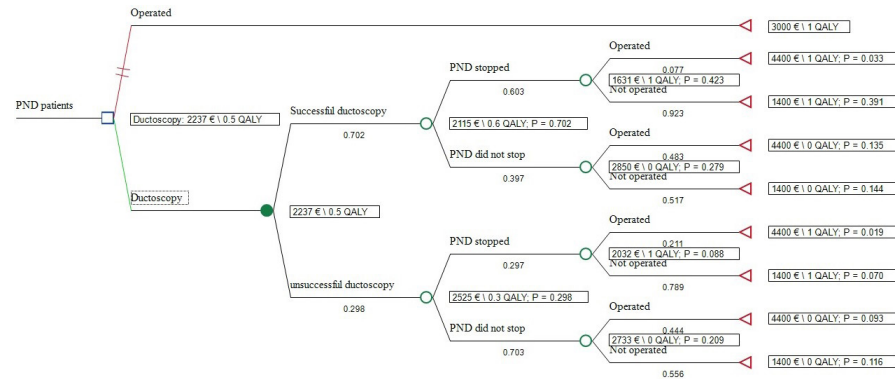 Operated
3000 € \ 1 QALY
Operated
4400 € \ 1 QALY; P = 0.033
PND stopped
0.077
1631 € \ 1 QALY; P = 0.423
0.603
Not operated
1400 € \ 1 QALY; P = 0.391
0.923
PND patients
Successful ductoscopy
Ductoscopy: 2237 € \ 0.5 QALY
2115 € \ 0.6 QALY; P = 0.702
0.702
Operated
4400 € \ 0 QALY; P = 0.135
PND did not stop
0.483
2850 € \ 0 QALY; P = 0.279
0.397
Not operated
1400 € \ 0 QALY; P = 0.144
0.517
Ductoscopy
2237 € \ 0.5 QALY
Operated
4400 € \ 1 QALY; P = 0.019
PND stopped
0.211
2032 € \ 1 QALY; P = 0.088
0.297
Not operated
1400 € \ 1 QALY; P = 0.070
0.789
unsuccessful ductoscopy
2525 € \ 0.3 QALY; P = 0.298
0.298
Operated
4400 € \ 0 QALY; P = 0.093
PND did not stop
0.444
2733 € \ 0 QALY; P = 0.209
0.703
Not operated
1400 € \ 0 QALY; P = 0.116
0.556